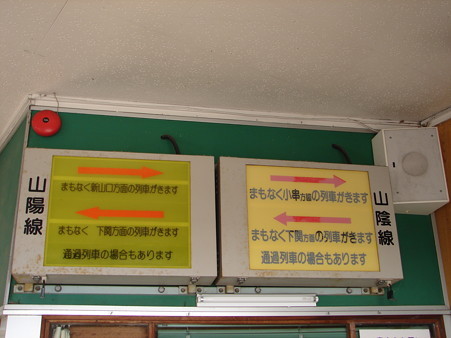 山陽線
まもなく新山口方面の列車がきます
まもなく 下関方面の列車がきます
通過列車の場合もあります
まもなく小串方面の列車がきます
まもなく下関方面の列車がきます
通過列車の場合もあります
山陰線